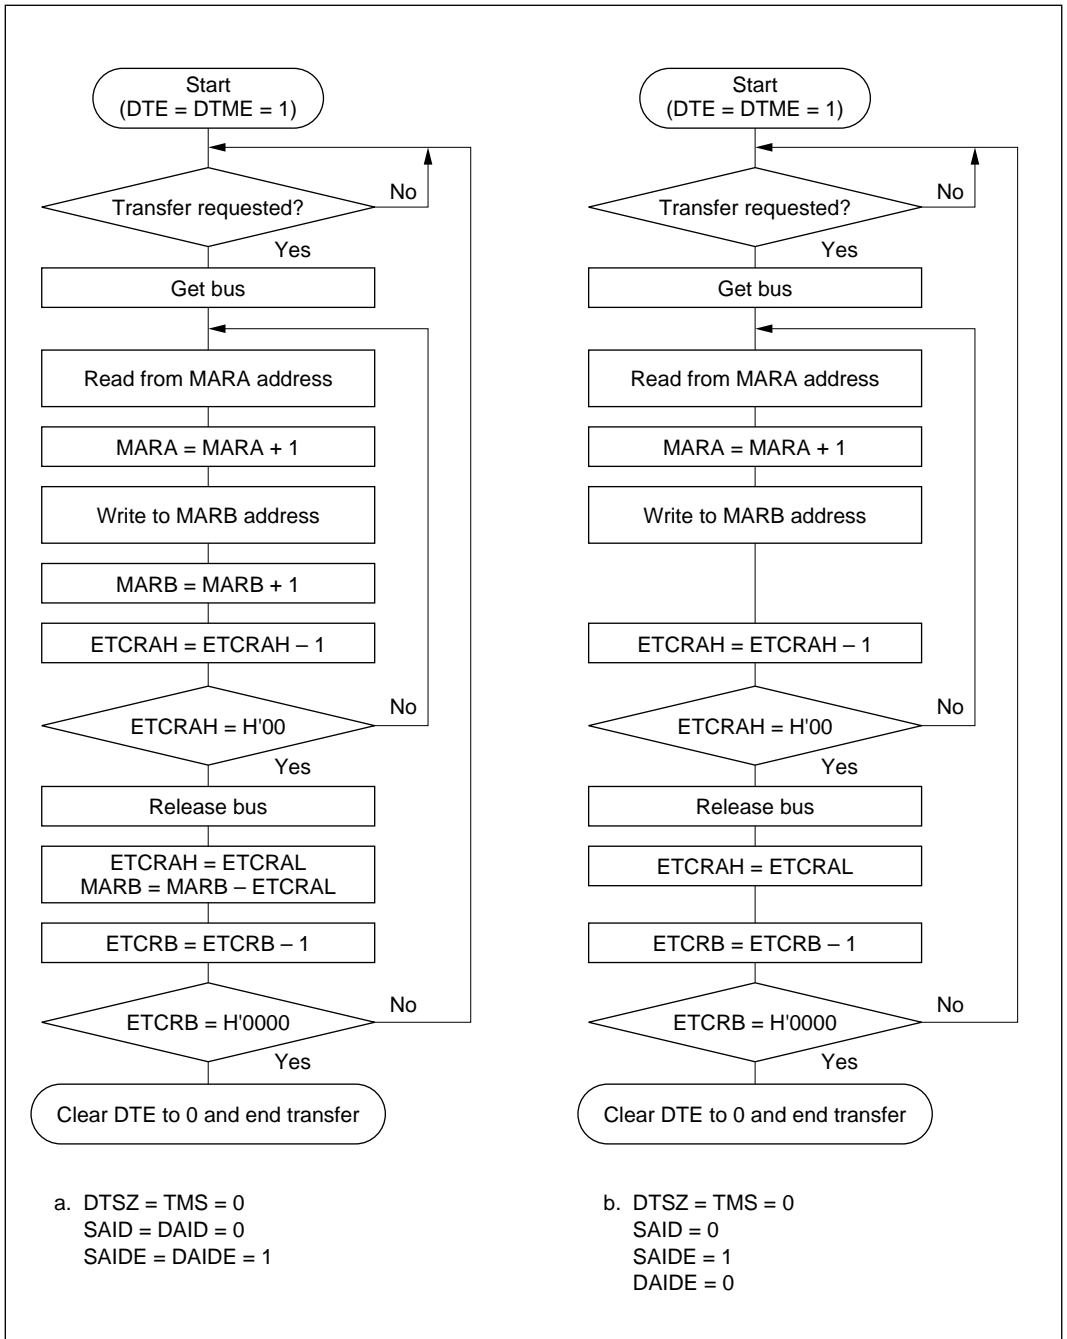 Start
(DTE = DTME = 1)
Transfer requested?
No
Yes
Get bus
Read from MARA address
MARA = MARA + 1
Write to MARB address
MARB = MARB + 1
ETCRAH = ETCRAH – 1
ETCRAH = H'00
No
Yes
Release bus
ETCRAH = ETCRAL
MARB = MARB – ETCRAL
ETCRB = ETCRB – 1
ETCRB = H'0000
No
Yes
Clear DTE to 0 and end transfer
a. DTSZ = TMS = 0
SAID = DAID = 0
SAIDE = DAIDE = 1
Start
(DTE = DTME = 1)
Transfer requested?
No
Yes
Get bus
Read from MARA address
MARA = MARA + 1
Write to MARB address
ETCRAH = ETCRAH – 1
ETCRAH = H'00
No
Yes
Release bus
ETCRAH = ETCRAL
ETCRB = ETCRB – 1
ETCRB = H'0000
No
Yes
Clear DTE to 0 and end transfer
b. DTSZ = TMS = 0
SAID = 0
SAIDE = 1
DAIDE = 0